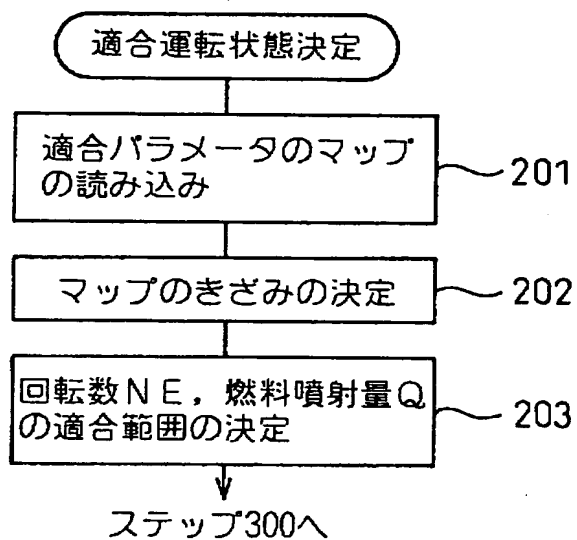 適合運転状態決定
適合パラメータのマップ
の読み込み
201
マップのきざみの決定
202
回転数NE，燃料噴射量Q
の適合範囲の決定
203
ステップ300へ